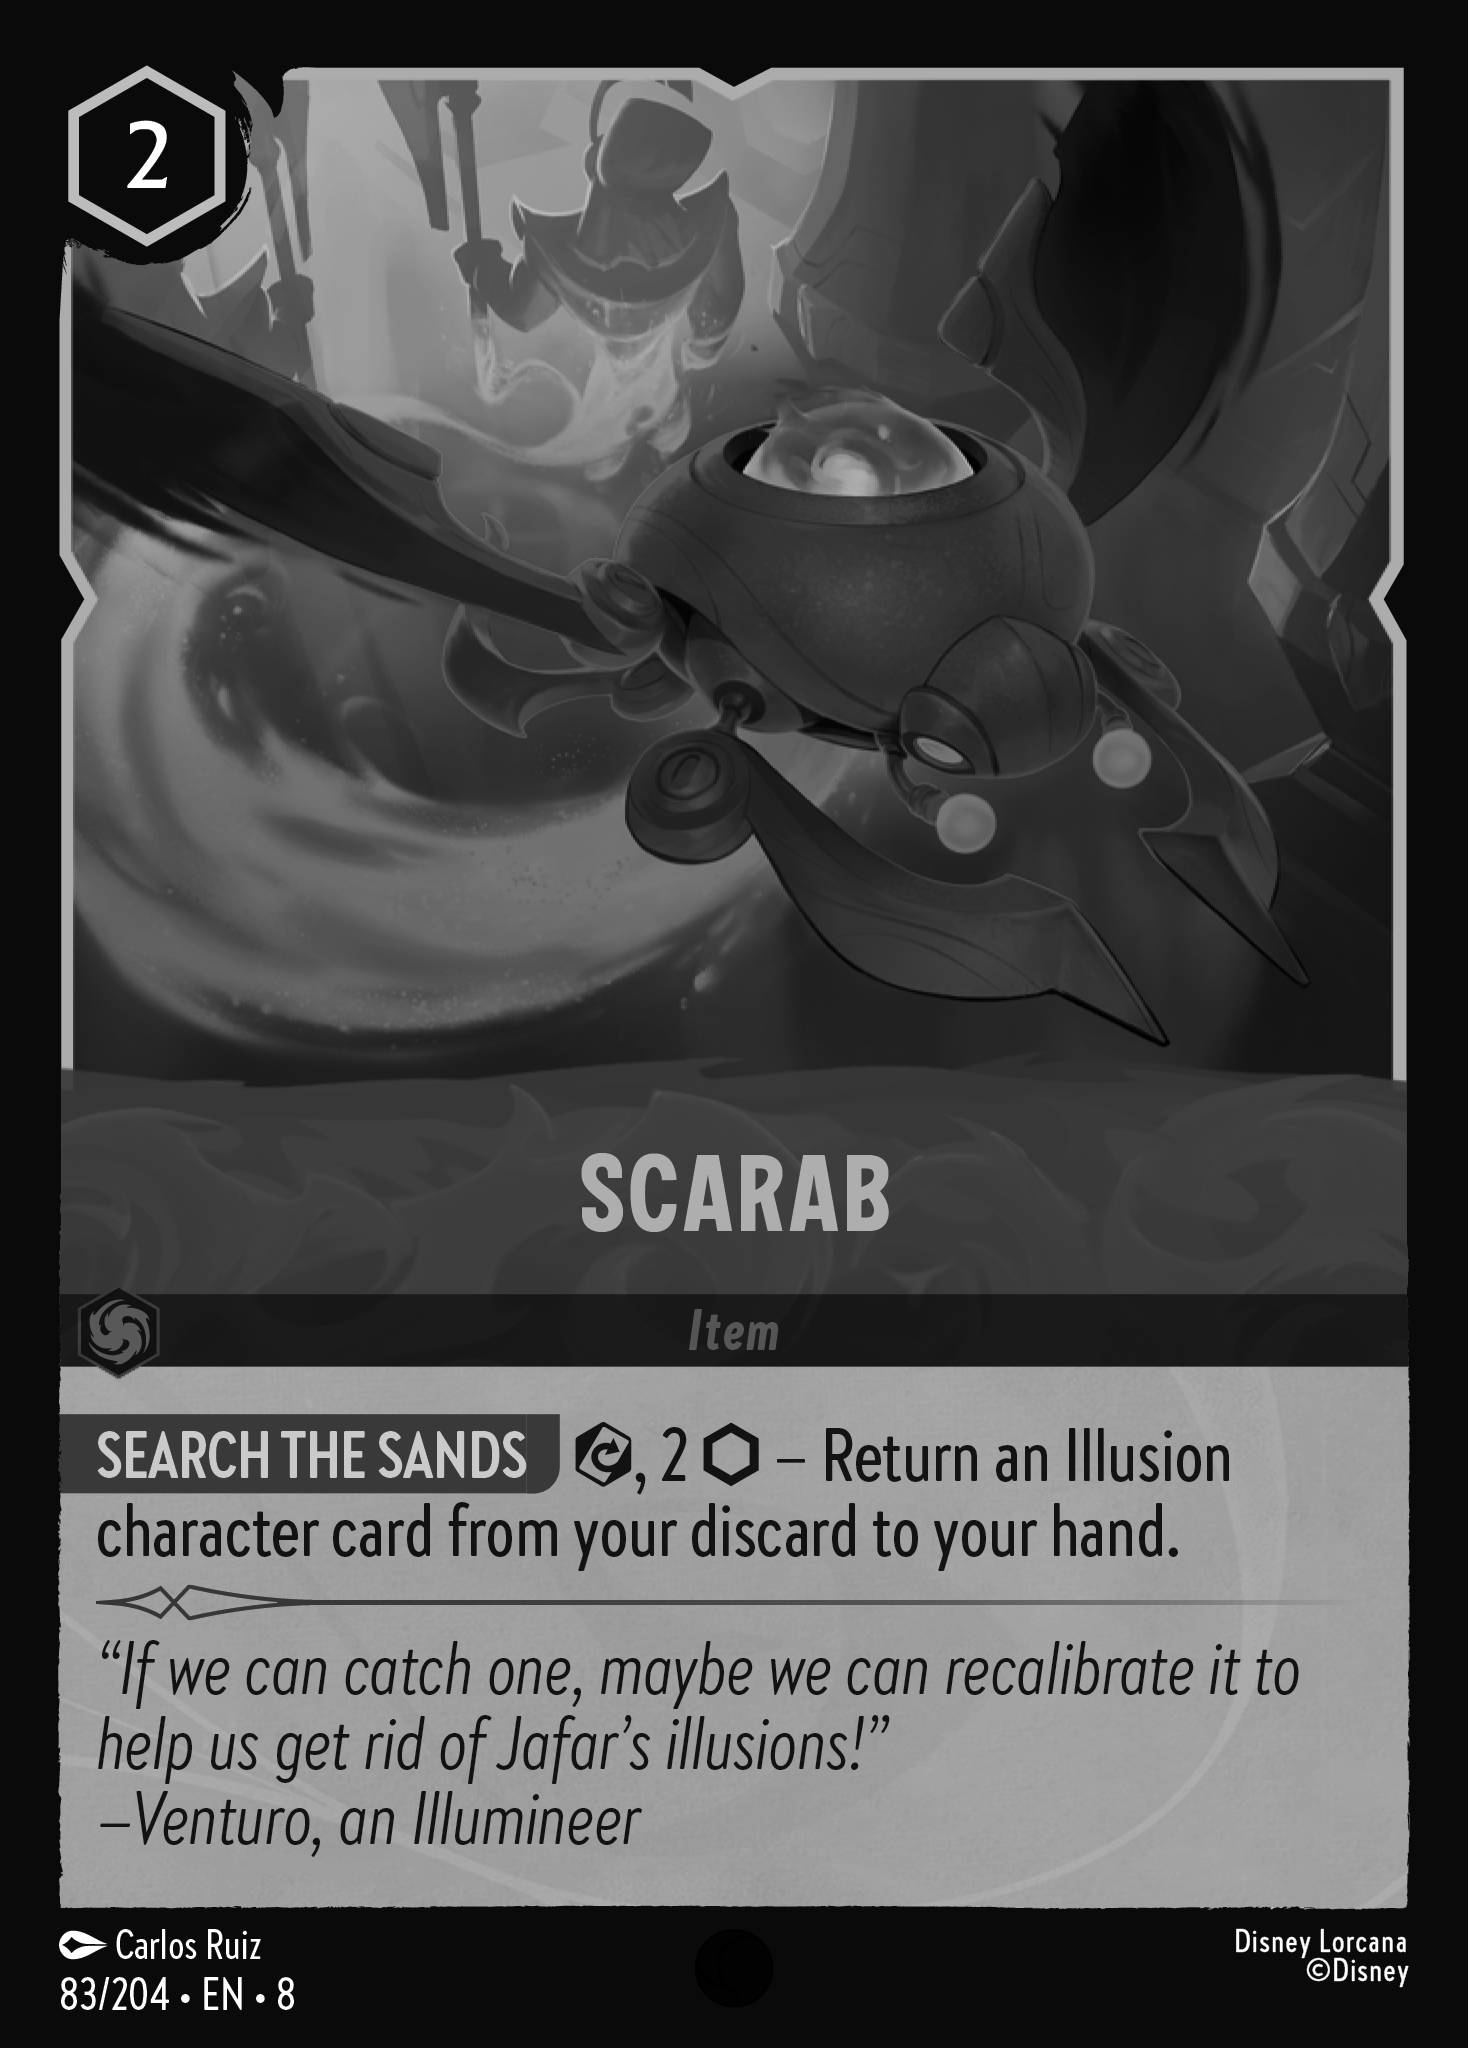 2
SCARAB
Item
SEARCH THE SANDS , 2 – Return an Illusion
character card from your discard to your hand.
“If we can catch one, maybe we can recalibrate it to
help us get rid of Jafar’s illusions!”
–Venturo, an Illumineer
Carlos Ruiz
Disney Lorcana
83/204 • EN • 8
©Disney